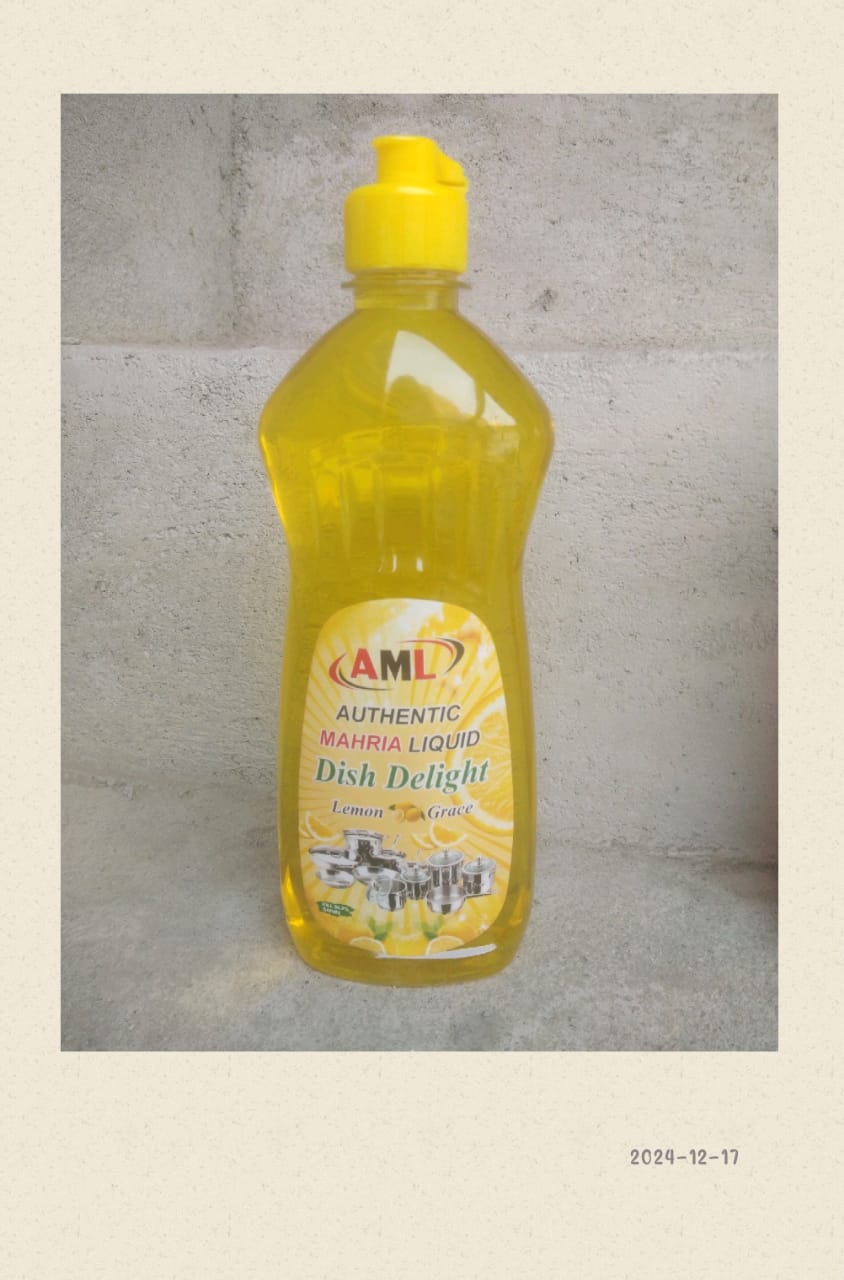 AML
AUTHENTIC
MAHRIA LIQUID
Dish Delight
Lemon Grace
2024-12-17